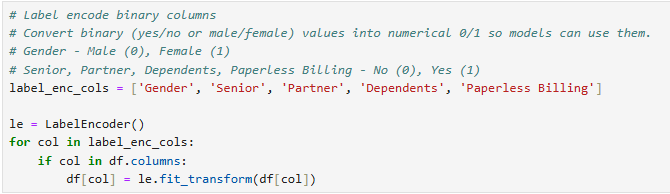 # Label encode binary columns
# Convert binary (yes/no or male/female) values into numerical 0/1 so models can use them.
# Gender - Male (0), Female (1)
# Senior, Partner, Dependents, Paperless Billing - No (0), Yes (1)
label_enc_cols = ['Gender', 'Senior', 'Partner', 'Dependents', 'Paperless Billing']

le = LabelEncoder()
for col in label_enc_cols:
    if col in df.columns:
        df[col] = le.fit_transform(df[col])